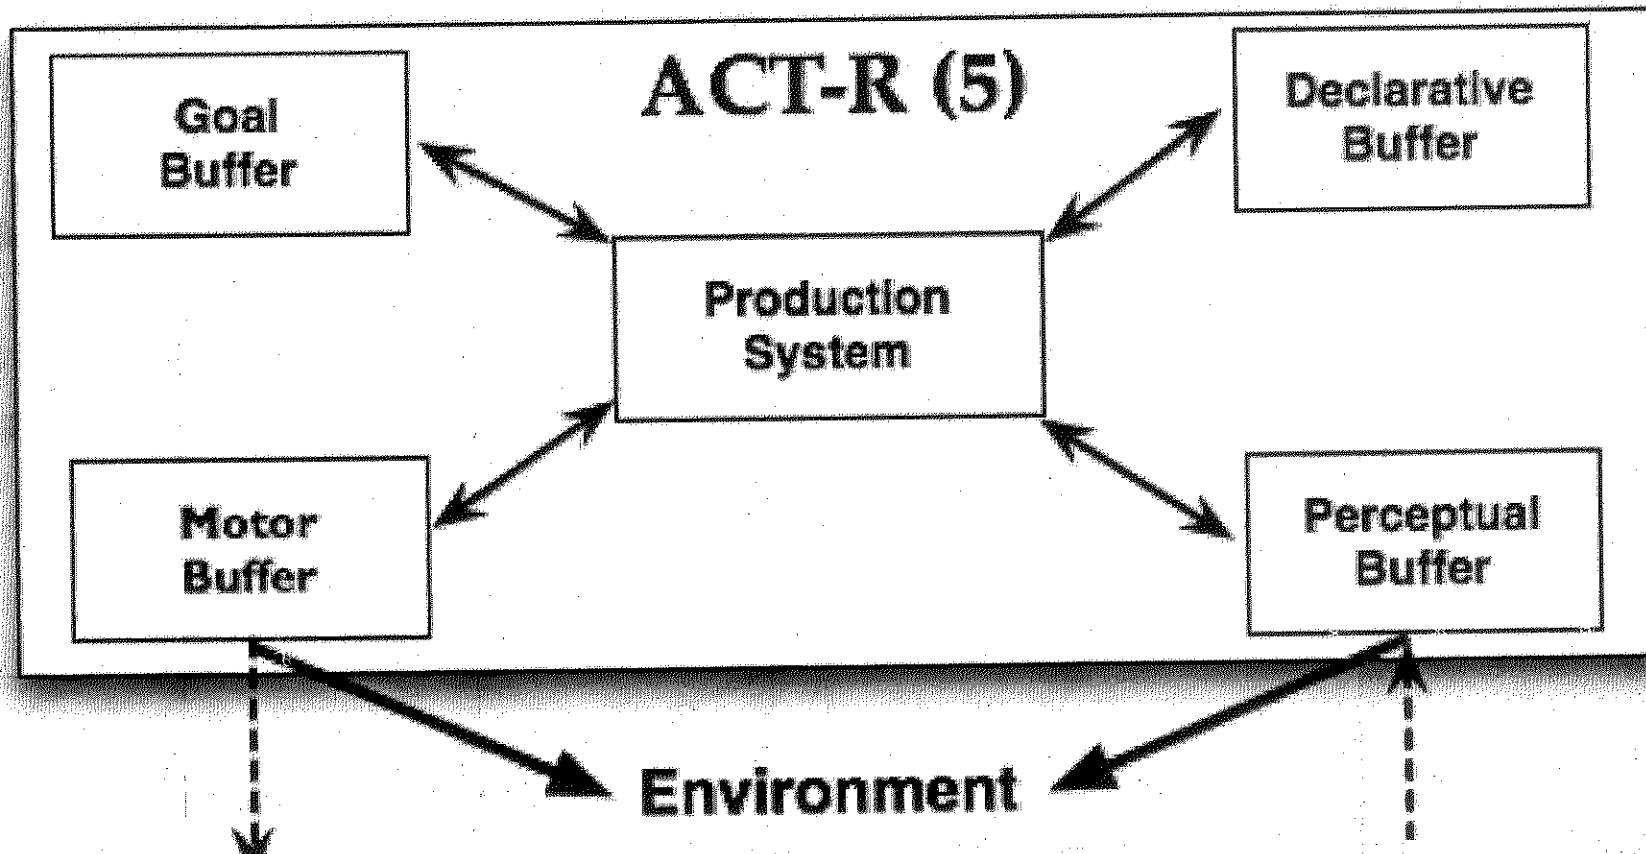 ACT-R (5)
Goal
Buffer
Declarative
Buffer
Production
System
Motor
Buffer
Perceptual
Buffer
Environment